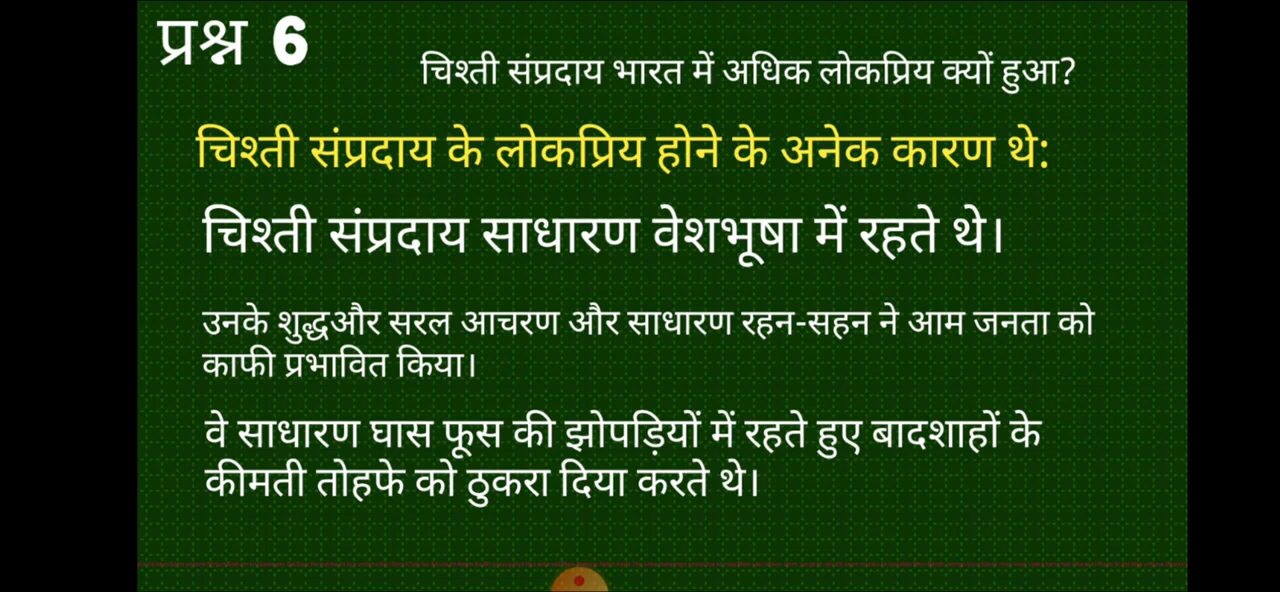 प्रश्न 6
चिश्ती संप्रदाय भारत में अधिक लोकप्रिय क्यों हुआ?
चिश्ती संप्रदाय के लोकप्रिय होने के अनेक कारण थे:
चिश्ती संप्रदाय साधारण वेशभूषा में रहते थे।
उनके शुद्धऔर सरल आचरण और साधारण रहन-सहन ने आम जनता को
काफी प्रभावित किया।
वे साधारण घास फूस की झोपड़ियों में रहते हुए बादशाहों के
कीमती तोहफे को ठुकरा दिया करते थे।